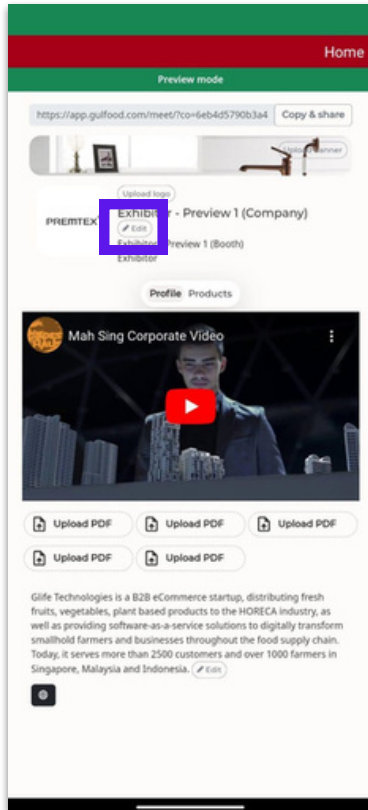 Home
Preview mode
https://app.gulfood.com/meet/?co=6eb4d5790b3a4 Copy & share
Upload banner
Upload logo
PREMTEX
Exhibitor - Preview 1 (Company)
Edit
Exhibitor - Preview 1 (Booth)
Exhibitor
Profile Products
Mah Sing Corporate Video
Upload PDF Upload PDF Upload PDF
Upload PDF Upload PDF
Glife Technologies is a B2B eCommerce startup, distributing fresh
fruits, vegetables, plant based products to the HORECA industry, as
well as providing software-as-a-service solutions to digitally transform
smallhold farmers and businesses throughout the food supply chain.
Today, it serves more than 2500 customers and over 1000 farmers in
Singapore, Malaysia and Indonesia. Edit